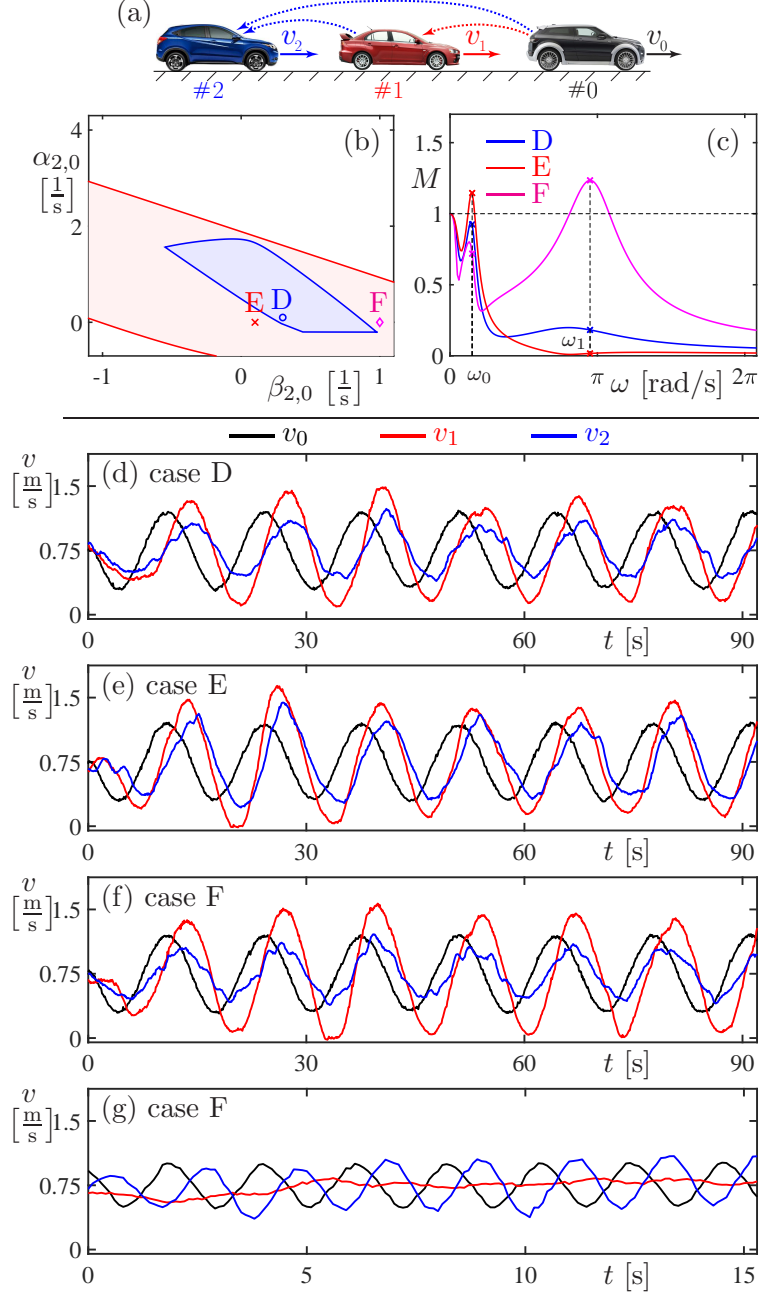 (a)
v₂ v₁ v₀
#2 #1 #0
(b)
α₂,₀
[1/s]
4
2
0
E D F
-1 0 1
β₂,₀ [1/s]
(c)
M
1.5
1
0.5
0
D
E
F
ω₁
0 ω₀ π ω [rad/s] 2π
v₀ v₁ v₂
(d) case D
v
[m/s]
1.5
0.75
0
0 30 60 t [s] 90
(e) case E
v
[m/s]
1.5
0.75
0
0 30 60 t [s] 90
(f) case F
v
[m/s]
1.5
0.75
0
0 30 60 t [s] 90
(g) case F
v
[m/s]
1.5
0.75
0
0 5 10 t [s] 15